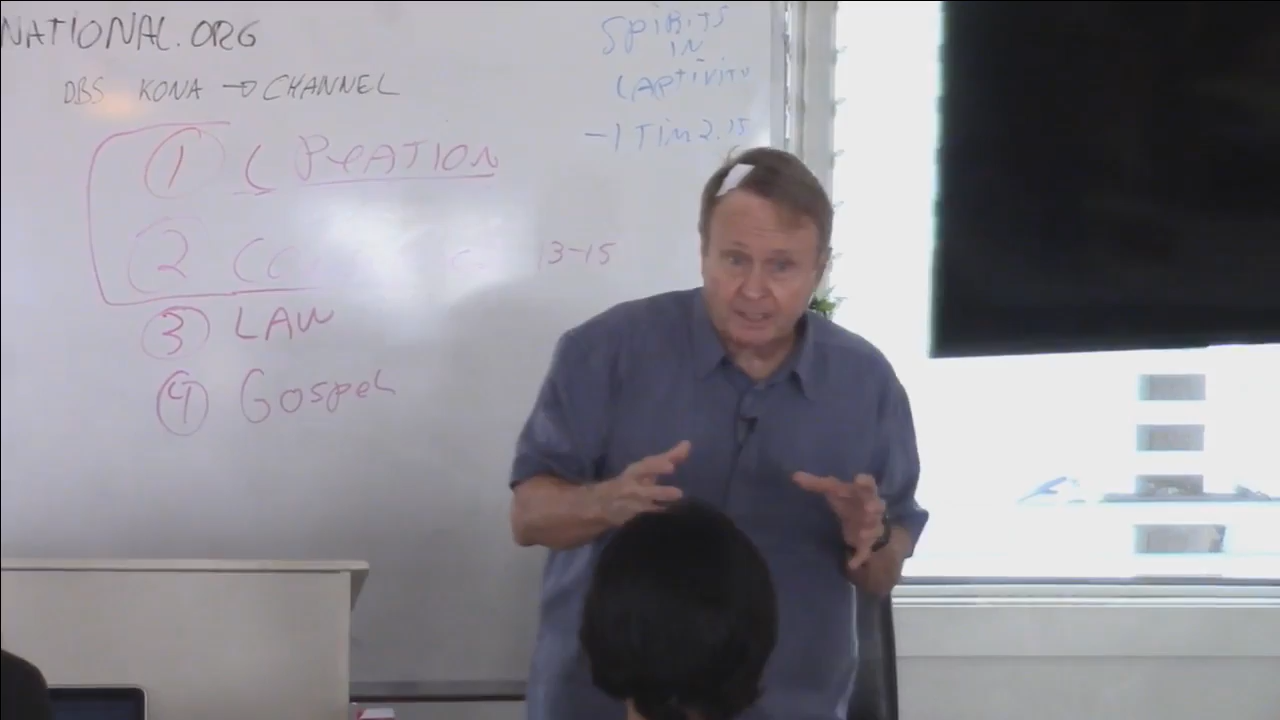 NATIONAL.ORG
DBS KONA → CHANNEL
SPIRITS
IN
CAPTIVITY
- 1 Tim 2.15
① CREATION
② 13-15
③ LAW
④ GOSPEL